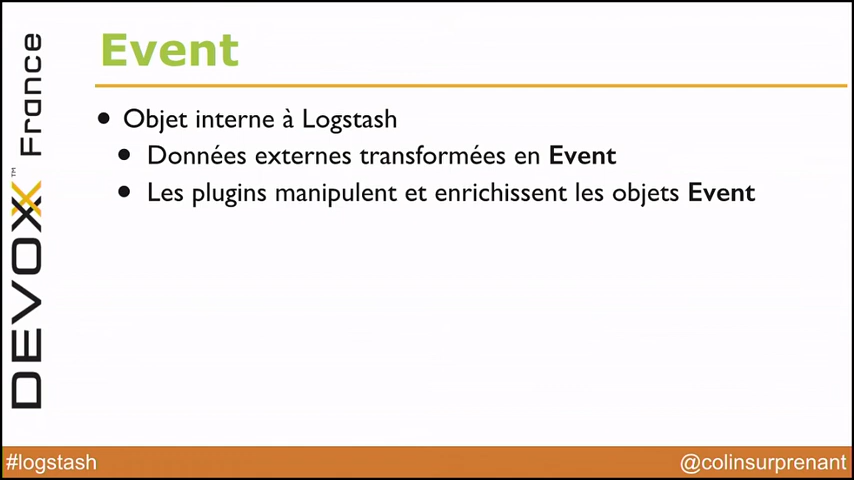 Event
• Objet interne à Logstash
• Données externes transformées en Event
• Les plugins manipulent et enrichissent les objets Event
DEVOXX™ France
#logstash
@colinsurprenant